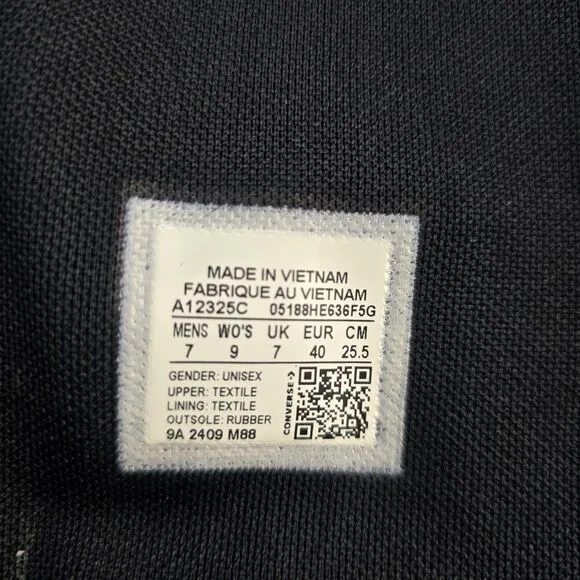 MADE IN VIETNAM
FABRIQUE AU VIETNAM
A12325C 05188HE636F5G
MENS WO'S UK EUR CM
7 9 7 40 25.5
GENDER: UNISEX
UPPER: TEXTILE
LINING: TEXTILE
OUTSOLE: RUBBER
9A 2409 M88
CONVERSE